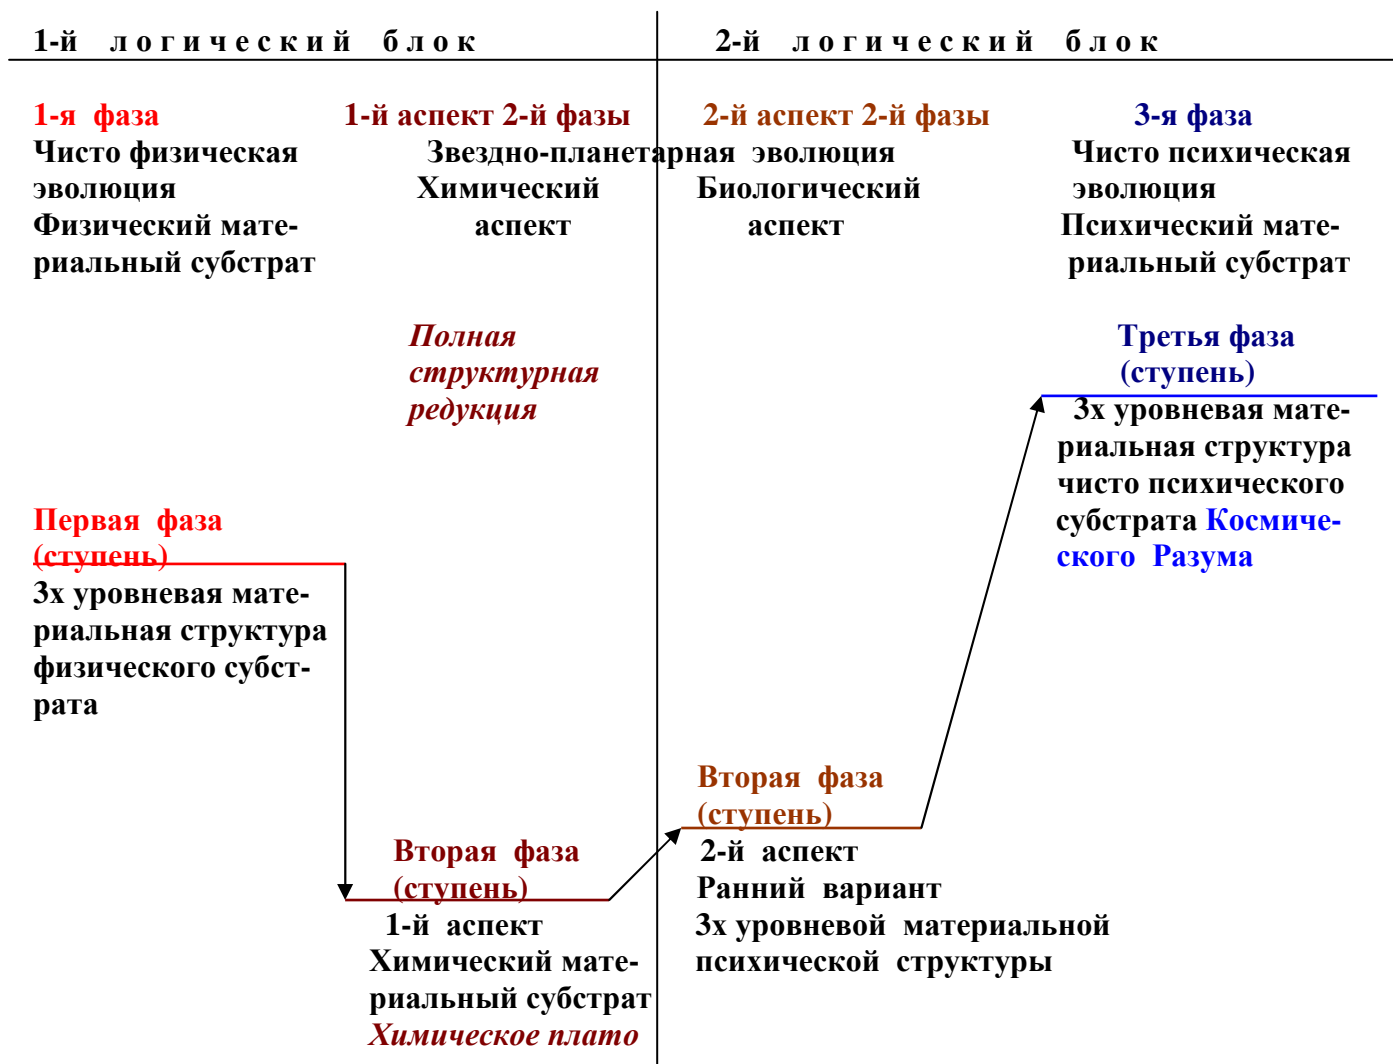 1-й л о г и ч е с к и й б л о к
2-й л о г и ч е с к и й б л о к
1-я фаза
Чисто физическая
эволюция
Физический мате-
риальный субстрат
1-й аспект 2-й фазы
2-й аспект 2-й фазы
Звездно-планетарная эволюция
Химический
аспект
Биологический
аспект
3-я фаза
Чисто психическая
эволюция
Психический мате-
риальный субстрат
Полная
структурная
редукция
Третья фаза
(ступень)
3х уровневая мате-
риальная структура
чисто психического
субстрата Космиче-
ского Разума
Первая фаза
(ступень)
3х уровневая мате-
риальная структура
физического субст-
рата
Вторая фаза
(ступень)
1-й аспект
Химический мате-
риальный субстрат
Химическое плато
Вторая фаза
(ступень)
2-й аспект
Ранний вариант
3х уровневой материальной
психической структуры